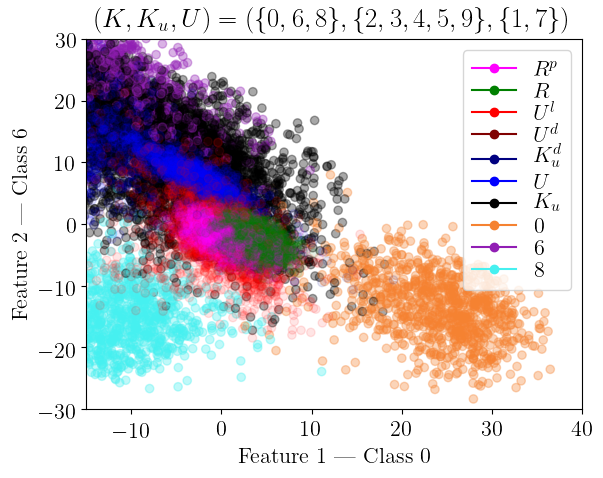 (K, K_u, U) = ({0, 6, 8}, {2, 3, 4, 5, 9}, {1, 7})
30
20
10
0
−10
−20
−30
Feature 2 — Class 6
R^p
R
U^l
U^d
K_u^d
U
K_u
0
6
8
−10
0
10
20
30
40
Feature 1 — Class 0